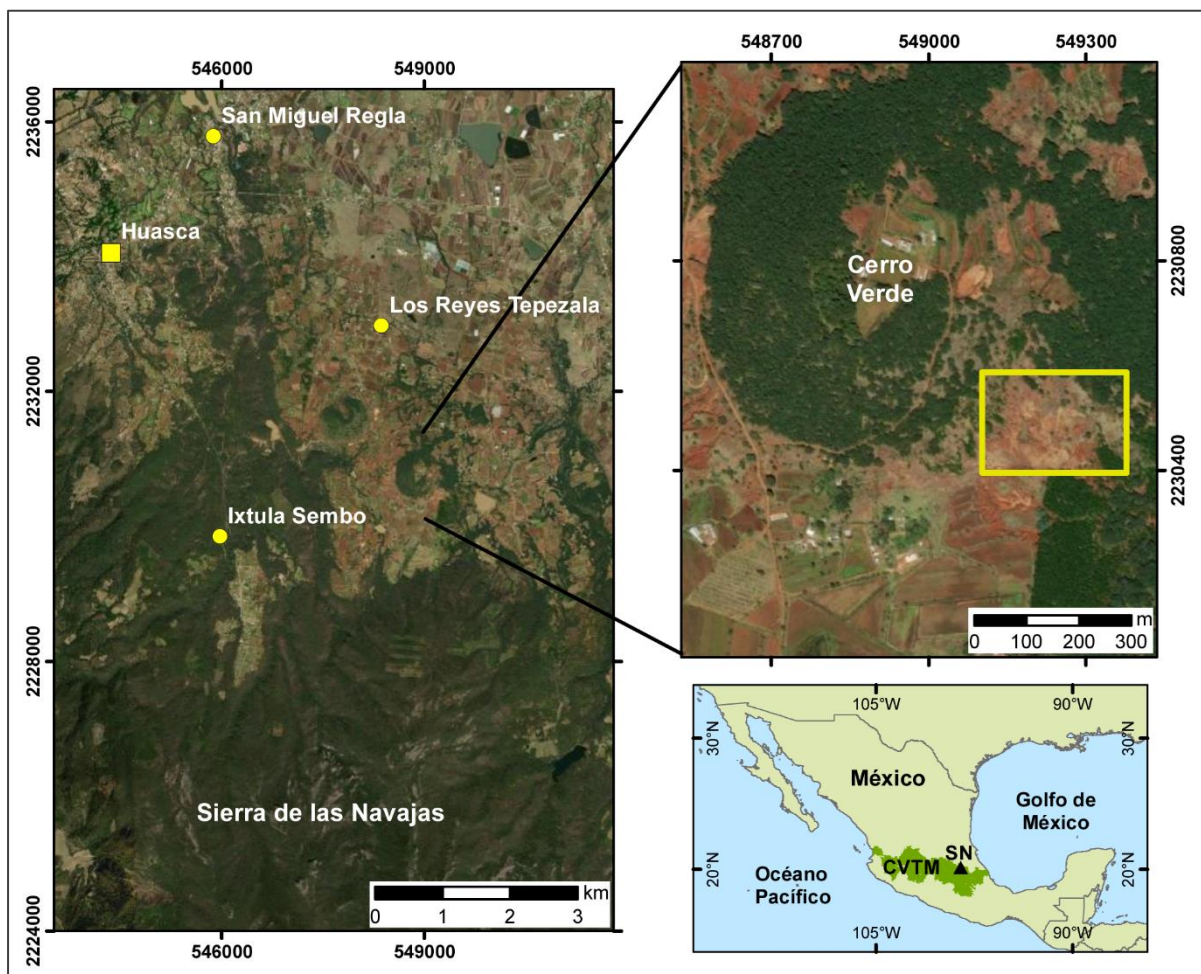 546000
549000
2236000
San Miguel Regla
Huasca
Los Reyes Tepezala
2232000
Ixtula Sembo
2228000
Sierra de las Navajas
km
0 1 2 3
2224000
546000
549000
548700
549000
549300
2230800
Cerro
Verde
2230400
m
0 100 200 300
105°W
90°W
30°N
30°N
México
Golfo de
México
SN
CVTM
20°N
20°N
Océano
Pacífico
105°W
90°W